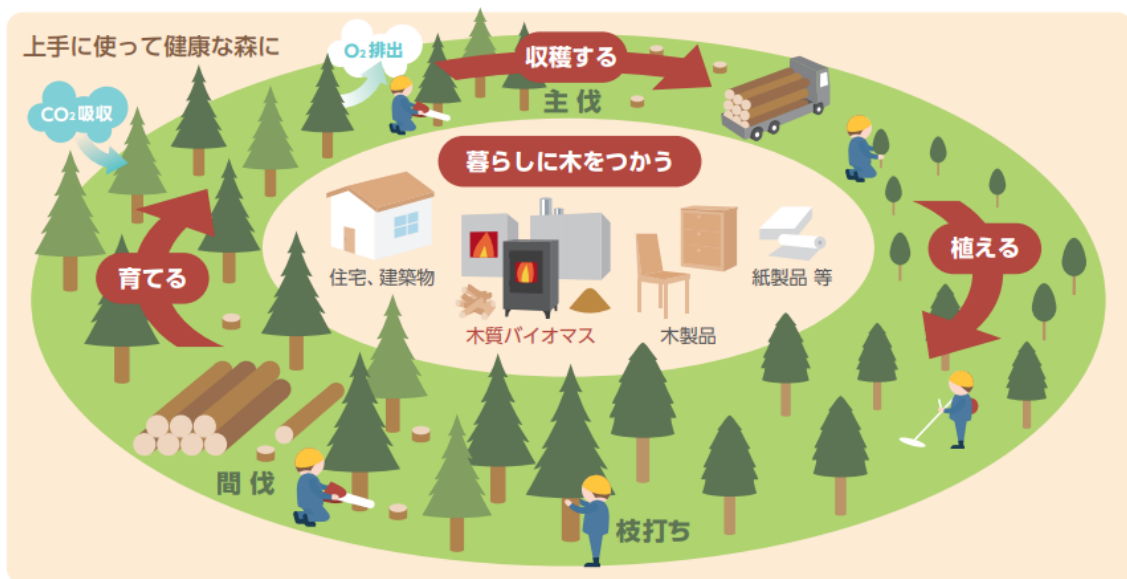 上手に使って健康な森に
O₂排出
収穫する
主伐
CO₂吸収
暮らしに木をつかう
植える
育てる
住宅、建築物
紙製品 等
木質バイオマス
木製品
間伐
枝打ち